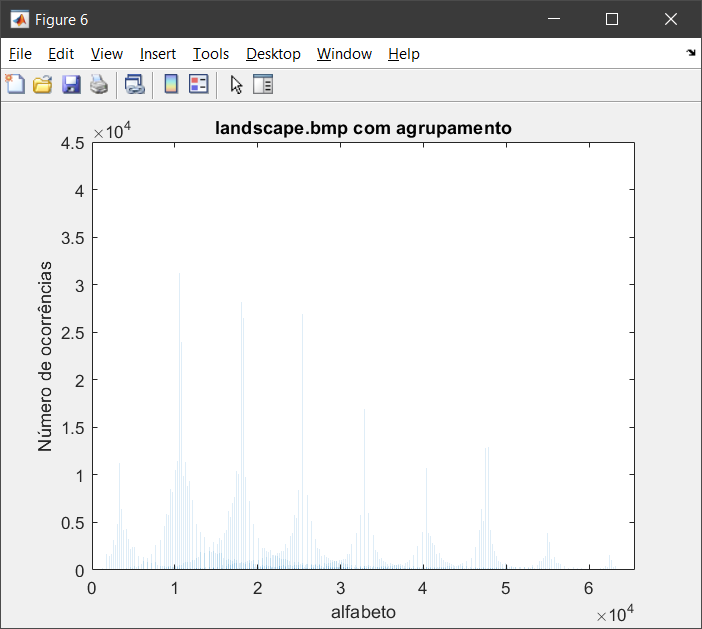 Figure 6
File Edit View Insert Tools Desktop Window Help
landscape.bmp com agrupamento
×10⁴
4.5
4
3.5
3
2.5
2
1.5
1
0.5
0
Número de ocorrências
0 1 2 3 4 5 6
alfabeto
×10⁴